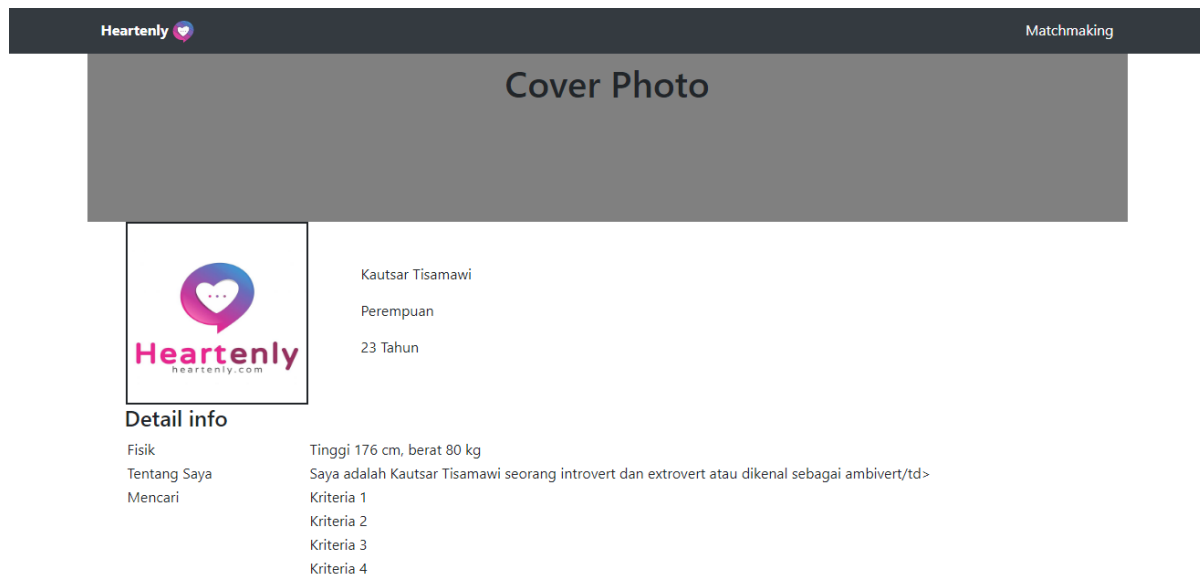 Heartenly Matchmaking
Cover Photo
Heartenly
heartenly.com
Kautsar Tisamawi
Perempuan
23 Tahun
Detail info
Fisik Tinggi 176 cm, berat 80 kg
Tentang Saya Saya adalah Kautsar Tisamawi seorang introvert dan extrovert atau dikenal sebagai ambivert/td>
Mencari Kriteria 1
Kriteria 2
Kriteria 3
Kriteria 4